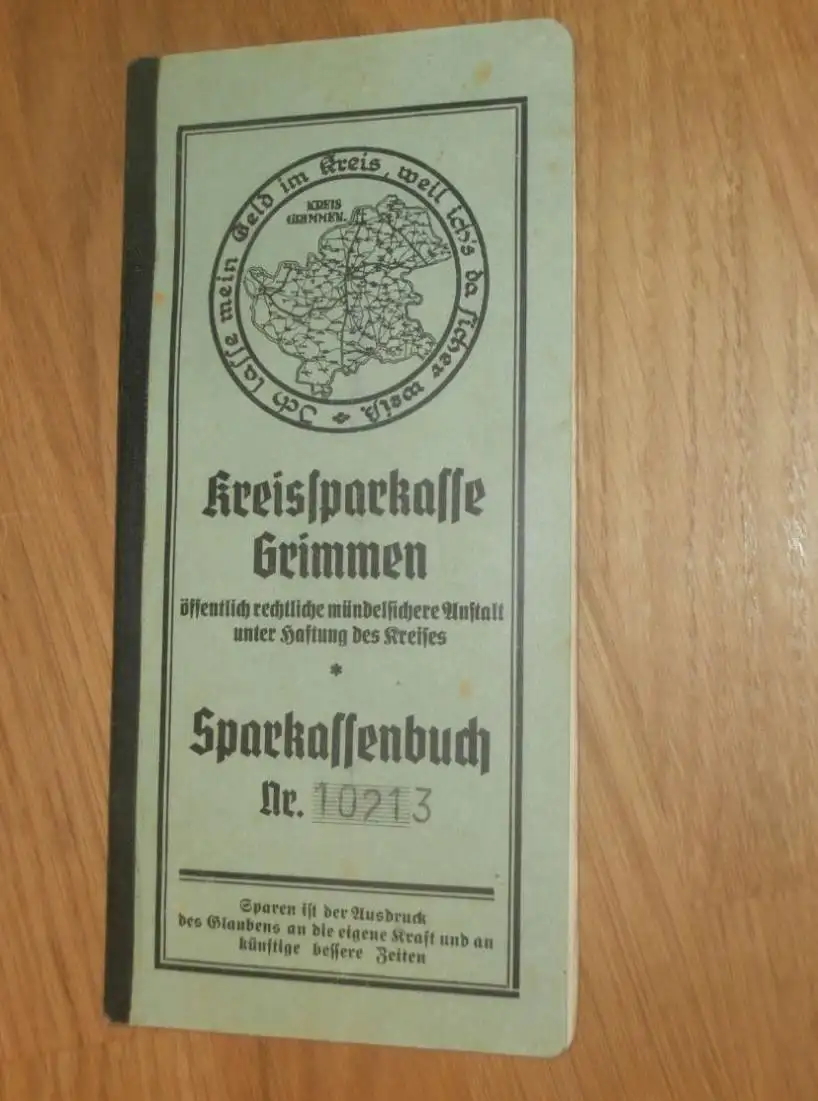 Ich lasse mein Geld im Kreis, weil ich's da sicher weiß
KREIS
GRIMMEN.
Kreissparkasse
Grimmen
öffentlich rechtliche mündelsichere Anstalt
unter Haftung des Kreises
*
Sparkassenbuch
Nr. 10213
Sparen ist der Ausdruck
des Glaubens an die eigene Kraft und an
künftige bessere Zeiten